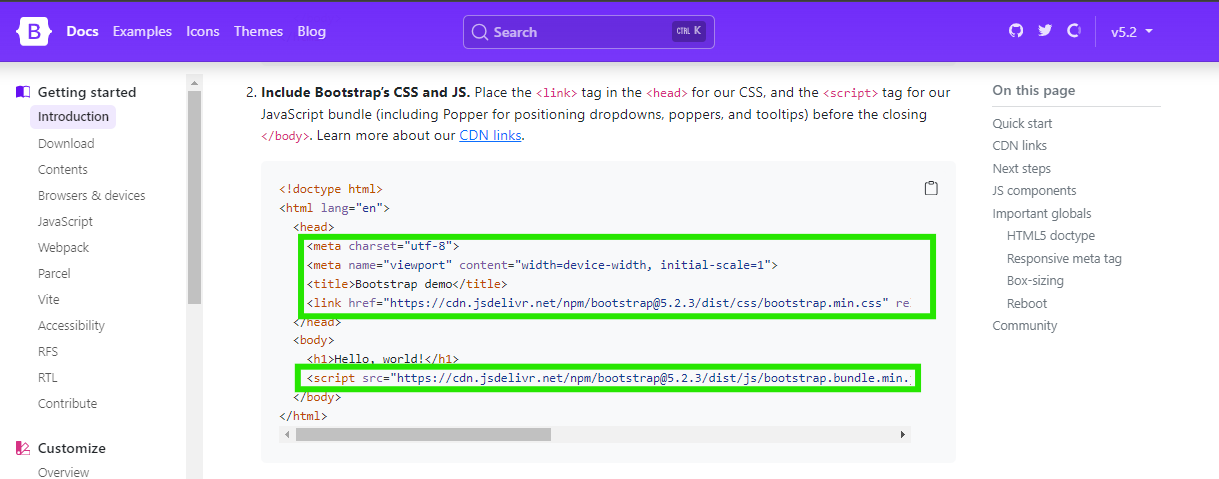 B Docs Examples Icons Themes Blog Search CTRL K v5.2
Getting started
Introduction
Download
Contents
Browsers & devices
JavaScript
Webpack
Parcel
Vite
Accessibility
RFS
RTL
Contribute
Customize
Overview
2. Include Bootstrap's CSS and JS. Place the <link> tag in the <head> for our CSS, and the <script> tag for our
JavaScript bundle (including Popper for positioning dropdowns, poppers, and tooltips) before the closing
</body>. Learn more about our CDN links.
<!doctype html>
<html lang="en">
<head>
<meta charset="utf-8">
<meta name="viewport" content="width=device-width, initial-scale=1">
<title>Bootstrap demo</title>
<link href="https://cdn.jsdelivr.net/npm/bootstrap@5.2.3/dist/css/bootstrap.min.css" re
</head>
<body>
<h1>Hello, world!</h1>
<script src="https://cdn.jsdelivr.net/npm/bootstrap@5.2.3/dist/js/bootstrap.bundle.min.
</body>
</html>
On this page
Quick start
CDN links
Next steps
JS components
Important globals
HTML5 doctype
Responsive meta tag
Box-sizing
Reboot
Community